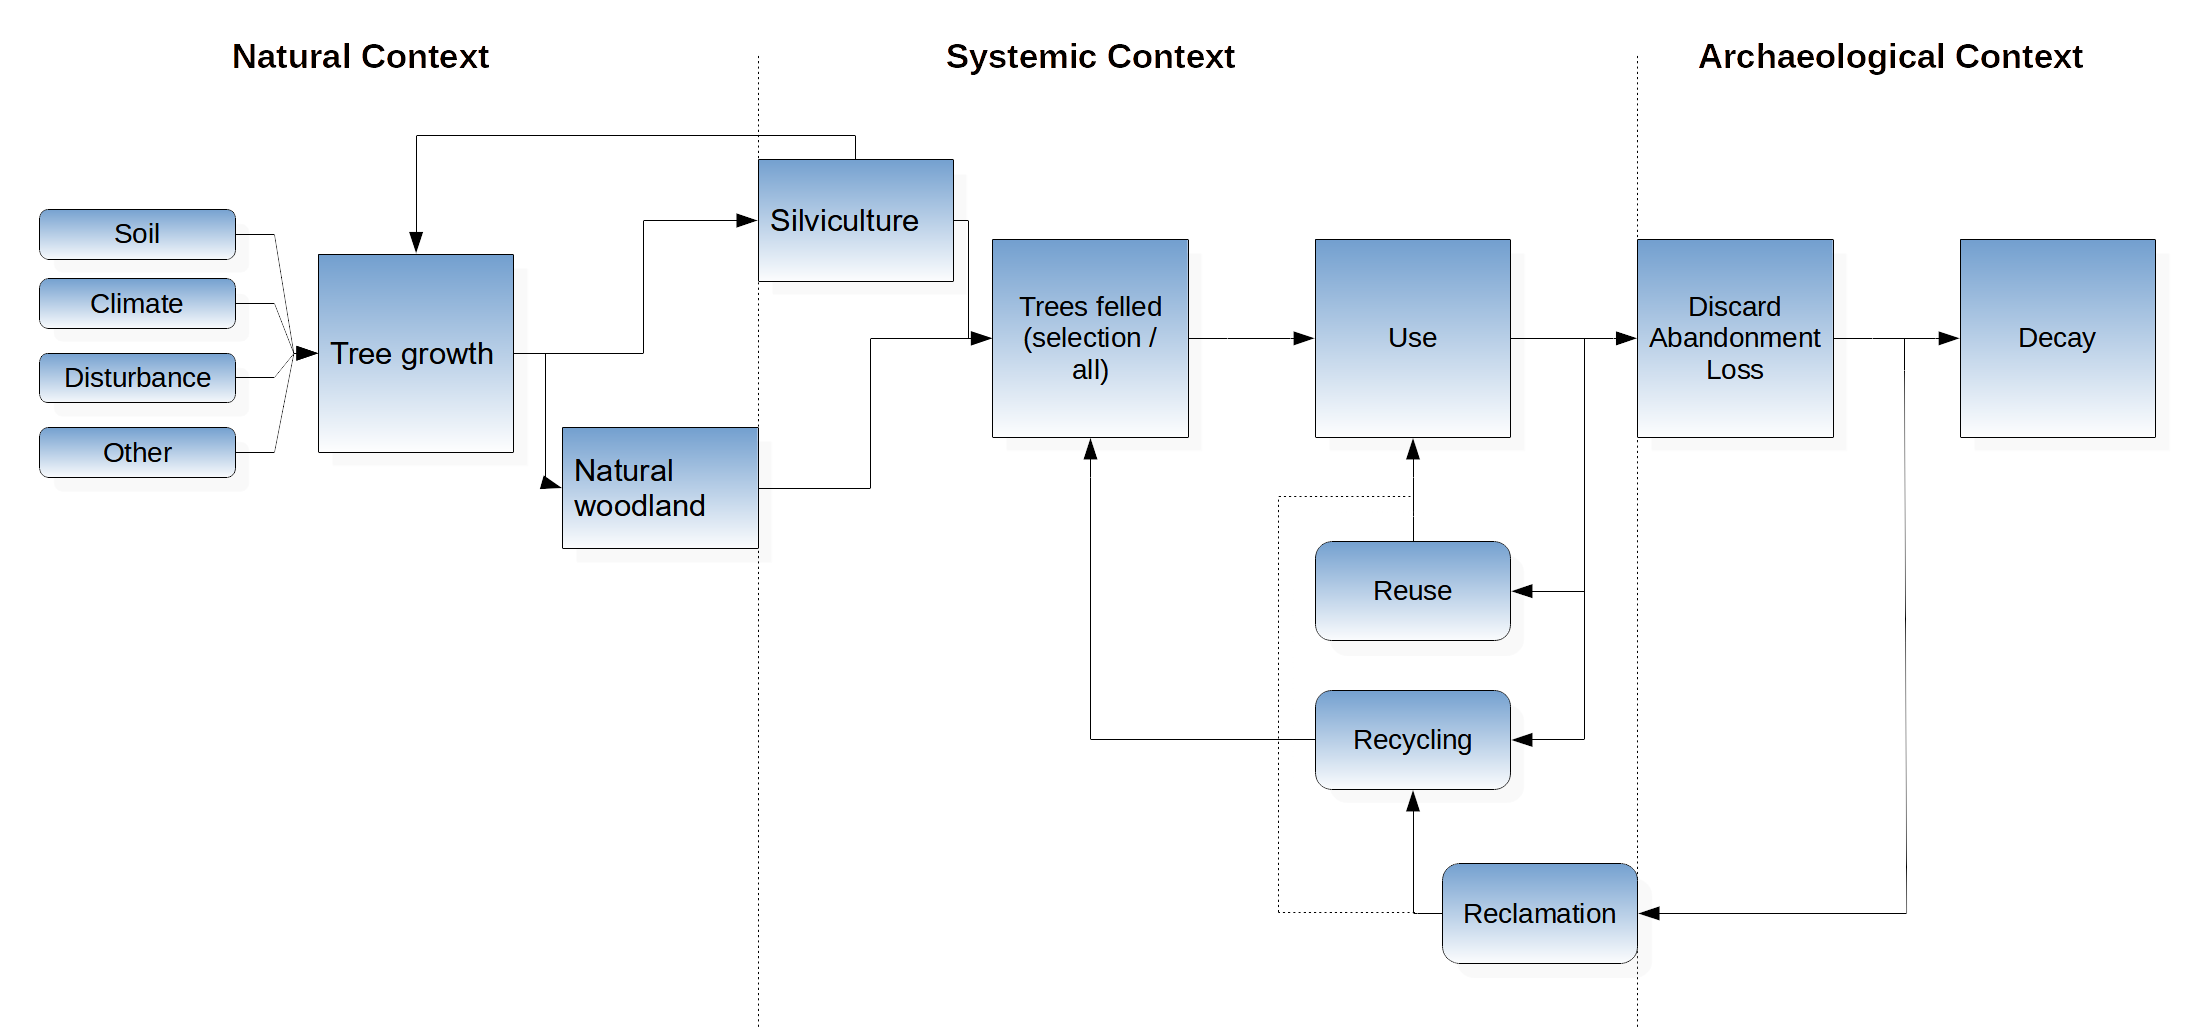 Natural Context
Systemic Context
Archaeological Context
Soil
Climate
Disturbance
Other
Tree growth
Natural
woodland
Silviculture
Trees felled
(selection /
all)
Use
Reuse
Recycling
Reclamation
Discard
Abandonment
Loss
Decay